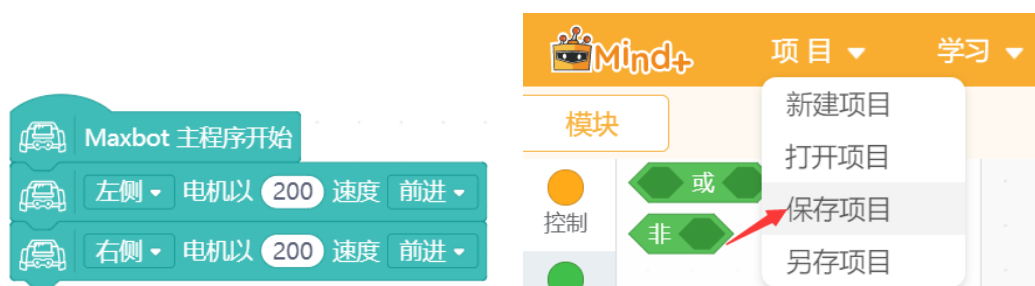 Maxbot 主程序开始
左侧 电机以 200 速度 前进
右侧 电机以 200 速度 前进
Mind+ 项目 学习
模块
新建项目
打开项目
保存项目
另存项目
控制
或
非